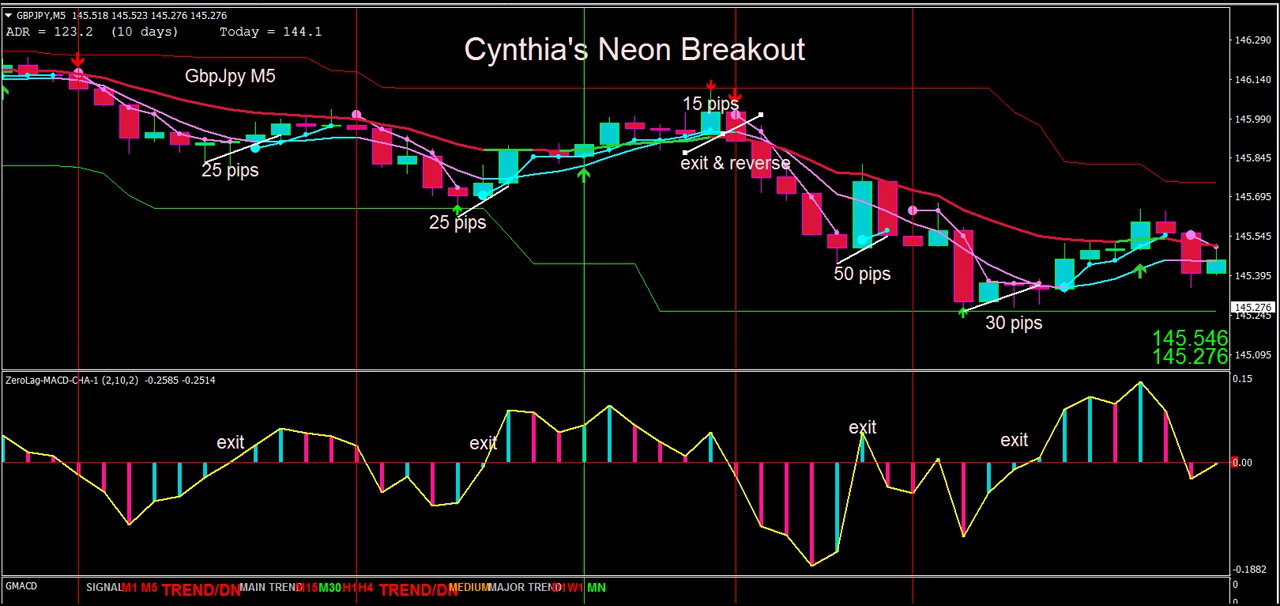 GBPJPY,M5 145.518 145.523 145.276 145.276
ADR = 123.2 (10 days) Today = 144.1
Cynthia's Neon Breakout
GbpJpy M5
25 pips
25 pips
15 pips
exit & reverse
50 pips
30 pips
146.290
146.140
145.990
145.845
145.695
145.545
145.395
145.276
145.245
145.095
145.546
145.276
ZeroLag-MACD-CHA-1 (2,10,2) -0.2585 -0.2514
exit
exit
exit
exit
0.15
0.00
-0.1882
GMACD
SIGNAL M1 M5 TREND/DN MAIN TREND M15 M30 H1 H4 TREND/DN MEDIUM MAJOR TREND D1 W1 MN
0
0